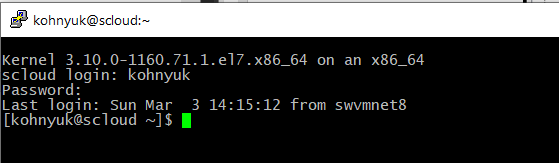 kohnyuk@scloud:~
Kernel 3.10.0-1160.71.1.el7.x86_64 on an x86_64
scloud login: kohnyuk
Password:
Last login: Sun Mar  3 14:15:12 from swvmnet8
[kohnyuk@scloud ~]$